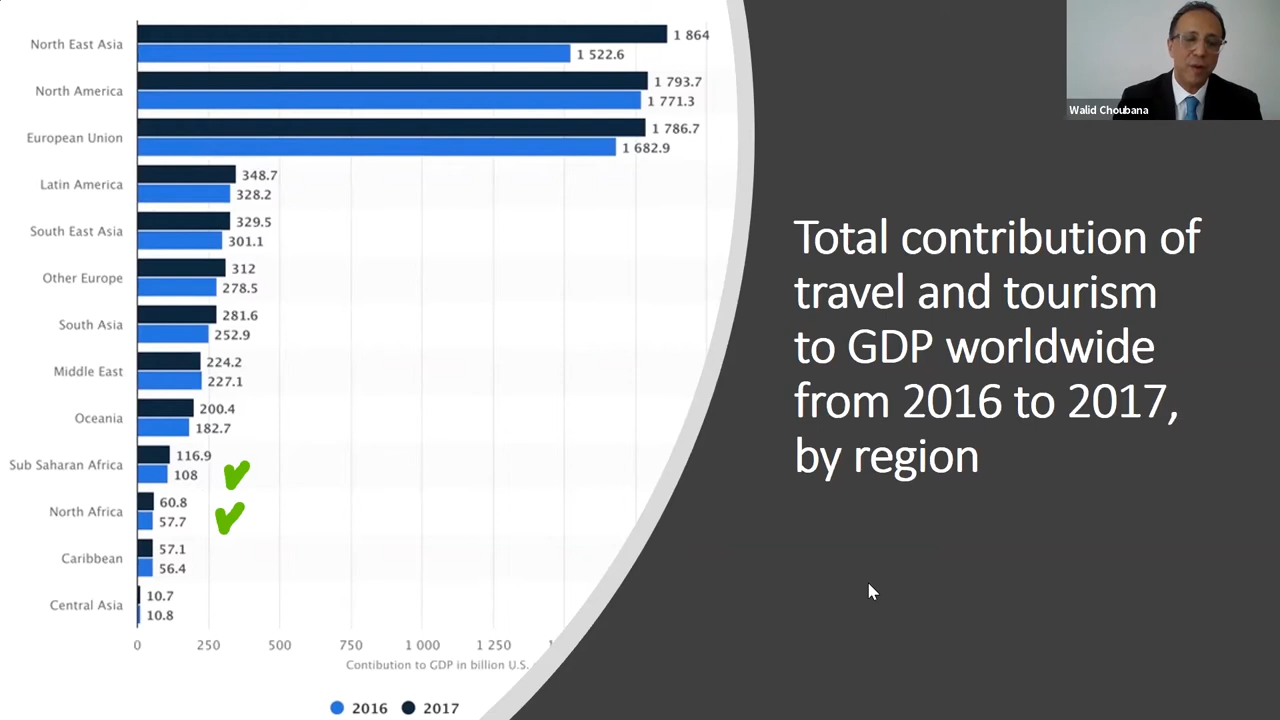 North East Asia
1 864
1 522.6
North America
1 793.7
1 771.3
European Union
1 786.7
1 682.9
Latin America
348.7
328.2
South East Asia
329.5
301.1
Other Europe
312
278.5
South Asia
281.6
252.9
Middle East
224.2
227.1
Oceania
200.4
182.7
Sub Saharan Africa
116.9
108
North Africa
60.8
57.7
Caribbean
57.1
56.4
Central Asia
10.7
10.8
0 250 500 750 1 000 1 250
Contibution to GDP in billion U.S.
2016 2017
Walid Choubana
Total contribution of
travel and tourism
to GDP worldwide
from 2016 to 2017,
by region